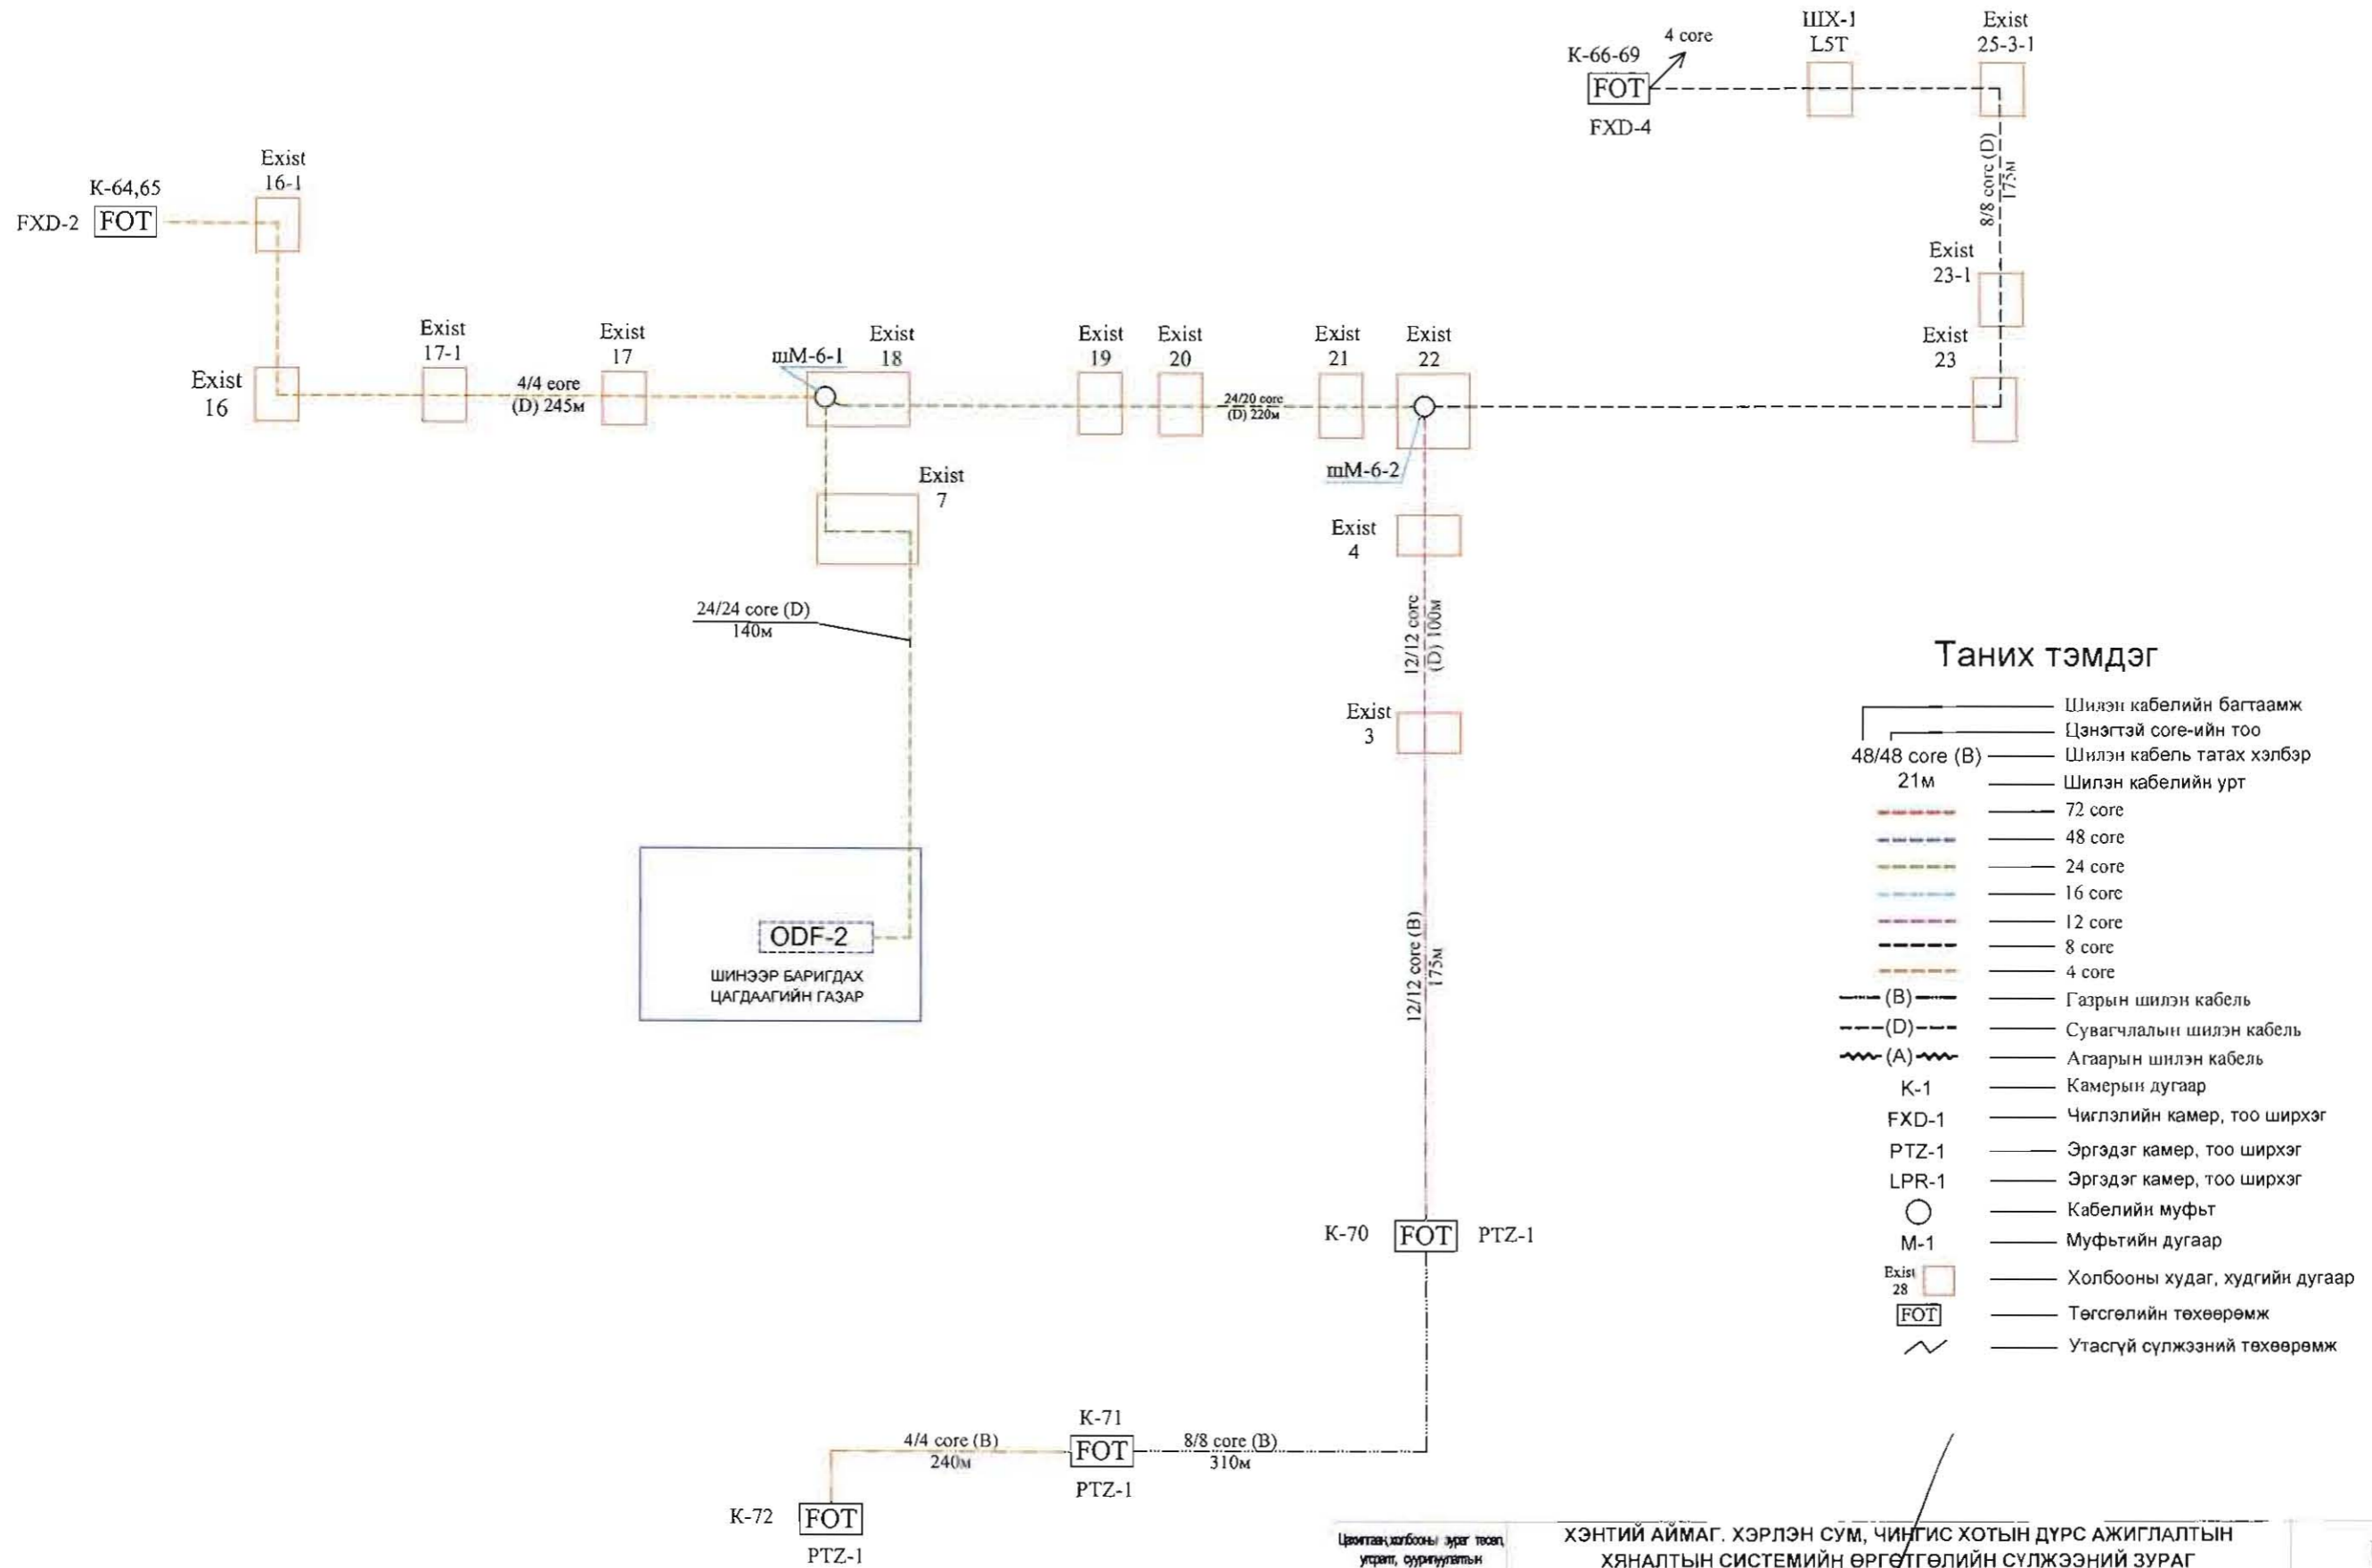 K-66-69
4 core
ШХ-1
L5T
Exist
25-3-1
FOT
FXD-4
8/8 core (D)
175м
Exist
16-1
K-64,65
FXD-2
FOT
Exist
23-1
Exist
23
Exist
16
Exist
17-1
4/4 core
(D) 245м
Exist
17
шМ-6-1
Exist
18
Exist
19
Exist
20
24/20 core
(D) 220м
Exist
21
Exist
22
шМ-6-2
Exist
7
Exist
4
24/24 core (D)
140м
12/12 core
(D) 100м
Exist
3
ODF-2
ШИНЭЭР БАРИГДАХ
ЦАГДААГИЙН ГАЗАР
12/12 core (B)
175м
K-70
FOT
PTZ-1
K-71
4/4 core (B)
240м
FOT
8/8 core (B)
310м
PTZ-1
K-72
FOT
PTZ-1
Таних тэмдэг
Шилэн кабелийн багтаамж
Цэнэгтэй core-ийн тоо
48/48 core (B)
Шилэн кабель татах хэлбэр
21м
Шилэн кабелийн урт
72 core
48 core
24 core
16 core
12 core
8 core
4 core
(B)
Газрын шилэн кабель
(D)
Сувагчлалын шилэн кабель
(A)
Агаарын шилэн кабель
K-1
Камерын дугаар
FXD-1
Чиглэлийн камер, тоо ширхэг
PTZ-1
Эргэдэг камер, тоо ширхэг
LPR-1
Эргэдэг камер, тоо ширхэг
Кабелийн муфьт
M-1
Муфьтийн дугаар
Exist
28
Холбооны худаг, худгийн дугаар
FOT
Төгсгөлийн төхөөрөмж
Утасгүй сүлжээний төхөөрөмж
холбооны зураг төсөл,
угсралт, суурилуулалтын
ХЭНТИЙ АЙМАГ. ХЭРЛЭН СУМ, ЧИНГИС ХОТЫН ДҮРС АЖИГЛАЛТЫН
ХЯНАЛТЫН СИСТЕМИЙН ӨРГӨТГӨЛИЙН СҮЛЖЭЭНИЙ ЗУРАГ